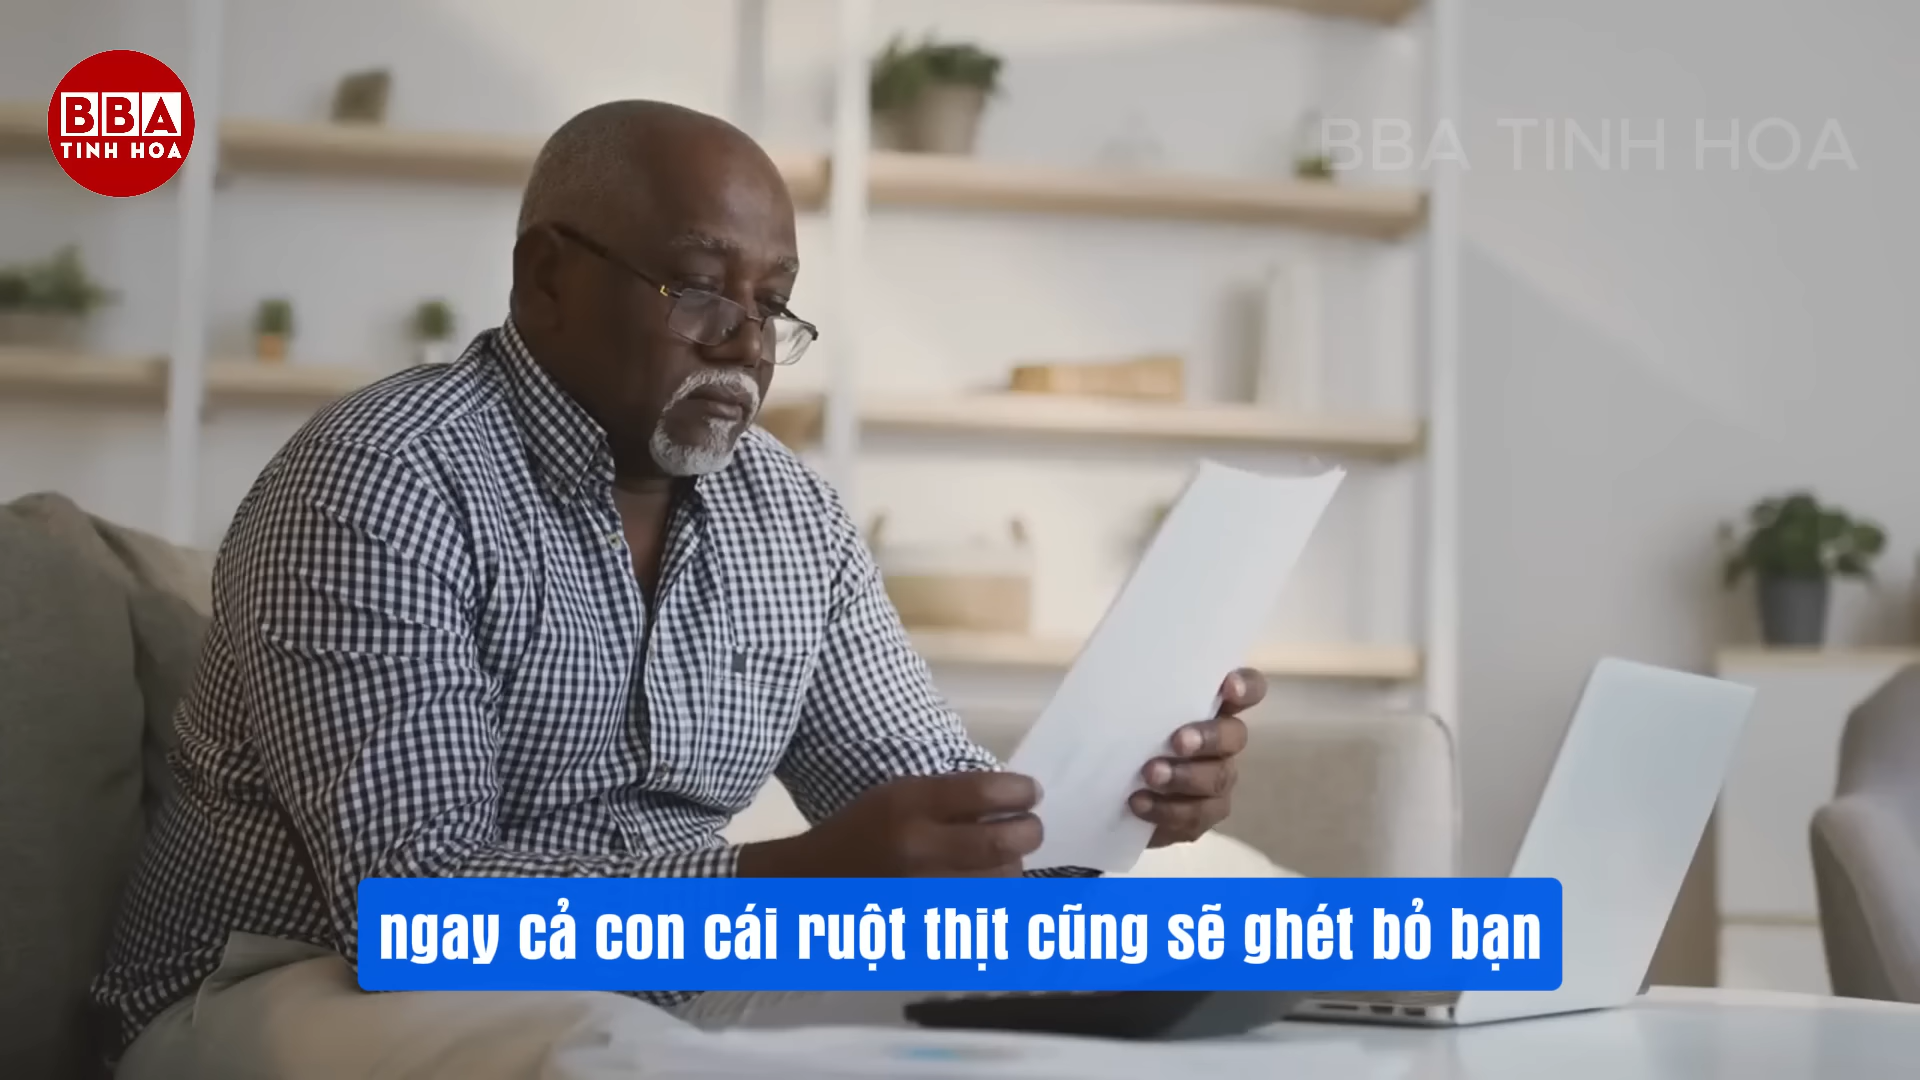 BBA
TINH HOA
BBA TINH HOA
ngay cả con cái ruột thịt cũng sẽ ghét bỏ bạn